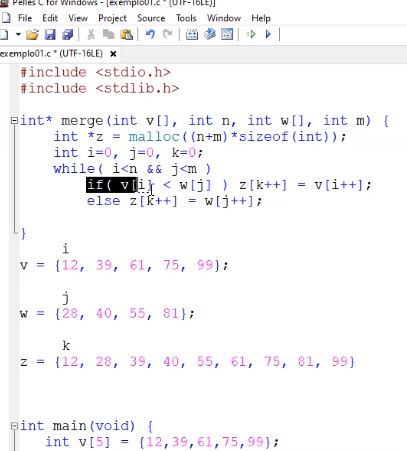 Pelles C for Windows - [exemplo01.c * (UTF-16LE)]
File Edit View Project Source Tools Window Help
exemplo01.c * (UTF-16LE)
#include <stdio.h>
#include <stdlib.h>
int* merge(int v[], int n, int w[], int m) {
int *z = malloc((n+m)*sizeof(int));
int i=0, j=0, k=0;
while( i<n && j<m )
if( v[i] < w[j] ) z[k++] = v[i++];
else z[k++] = w[j++];
}
i
v = {12, 39, 61, 75, 99};
j
w = {28, 40, 55, 81};
k
z = {12, 28, 39, 40, 55, 61, 75, 81, 99}
int main(void) {
int v[5] = {12,39,61,75,99};